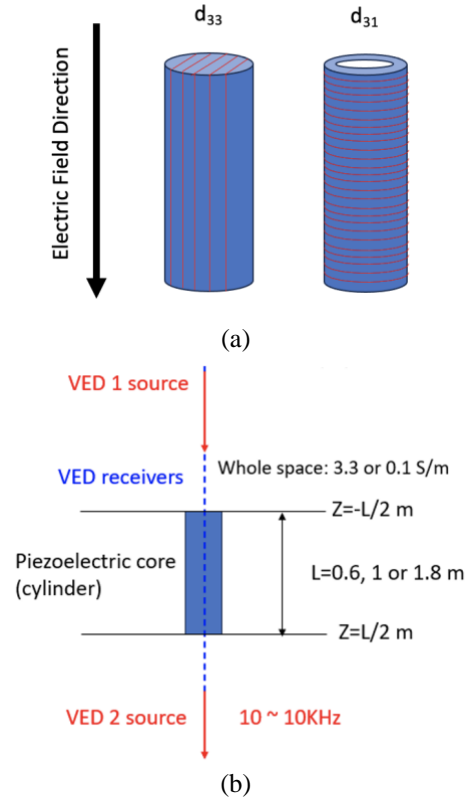 d33
d31
Electric Field Direction
(a)
VED 1 source
VED receivers
Whole space: 3.3 or 0.1 S/m
Z=-L/2 m
Piezoelectric core
(cylinder)
L=0.6, 1 or 1.8 m
Z=L/2 m
VED 2 source
10 ~ 10KHz
(b)